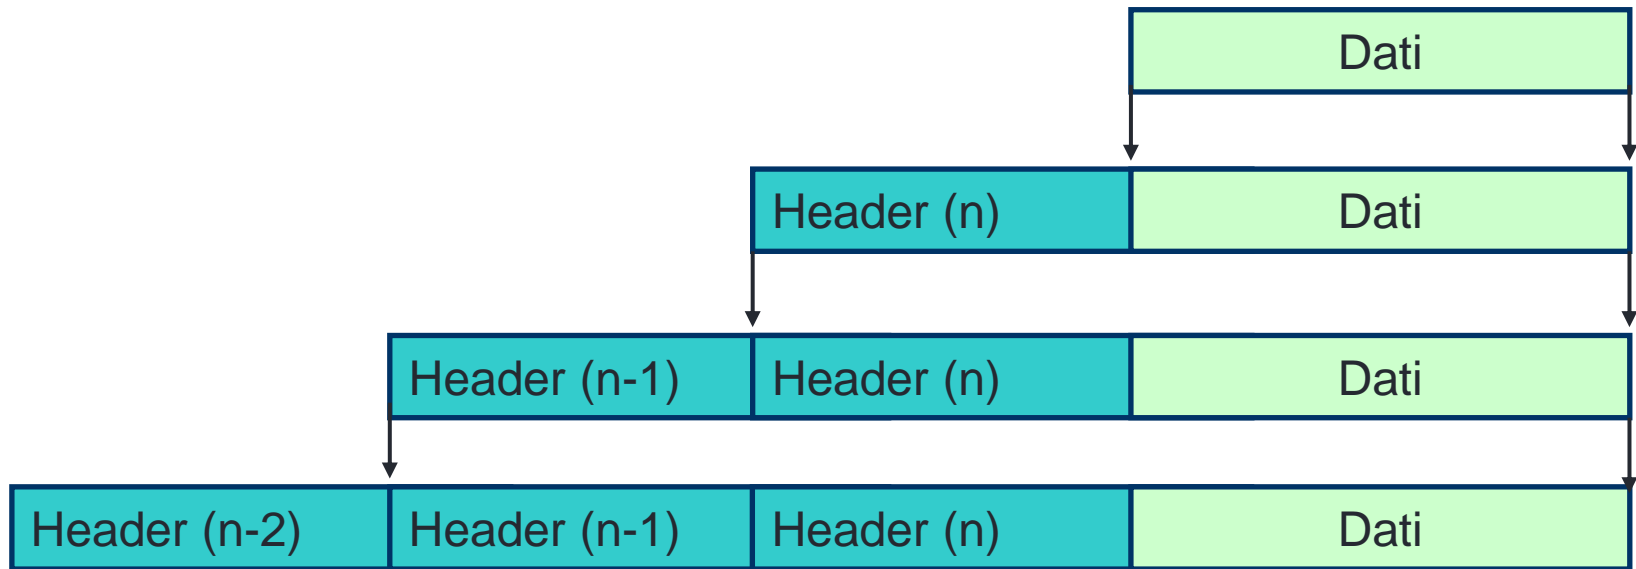 Dati
Header (n) Dati
Header (n-1) Header (n) Dati
Header (n-2) Header (n-1) Header (n) Dati